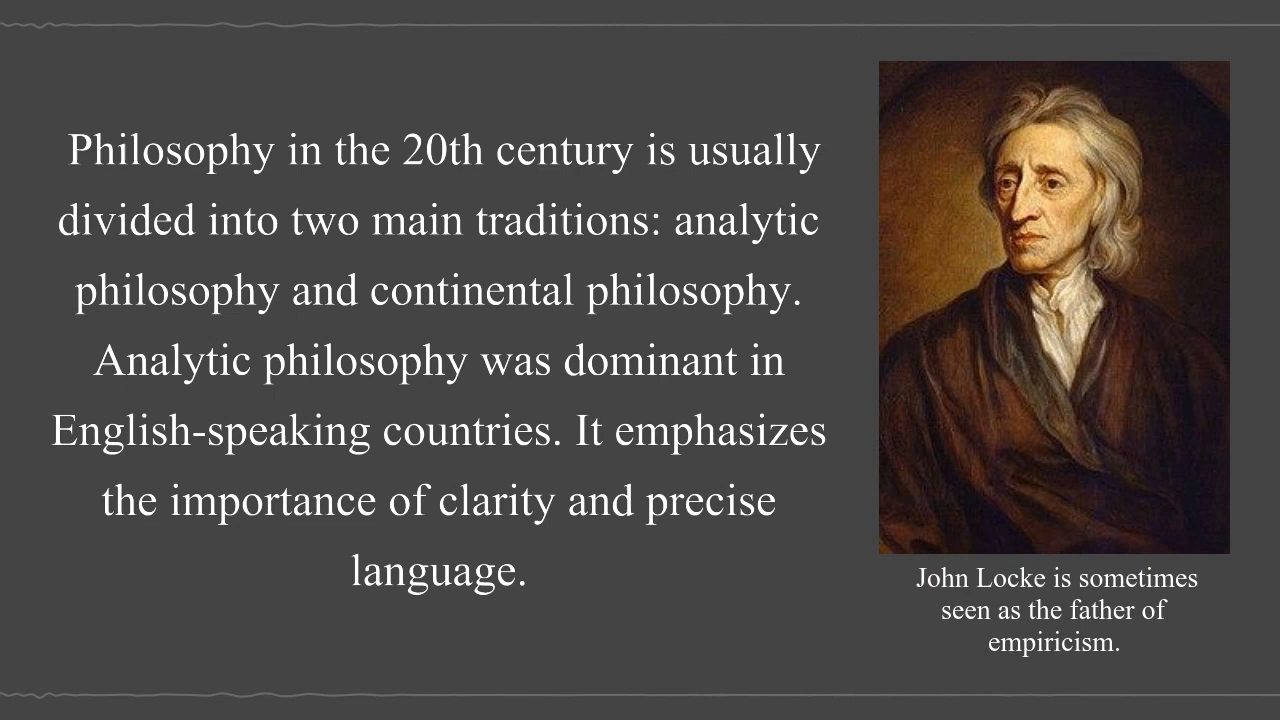 Philosophy in the 20th century is usually
divided into two main traditions: analytic
philosophy and continental philosophy.
Analytic philosophy was dominant in
English-speaking countries. It emphasizes
the importance of clarity and precise
language.
John Locke is sometimes
seen as the father of
empiricism.